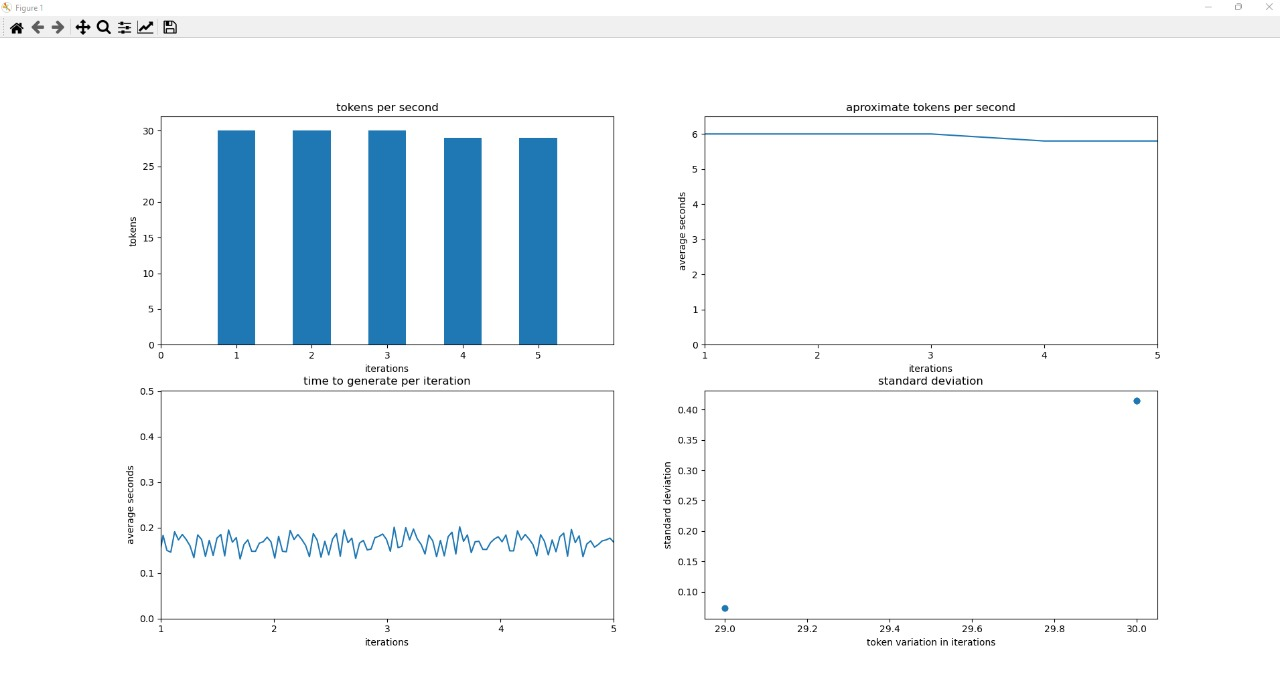 Figure 1
tokens per second
30
25
20
15
10
5
0
tokens
0 1 2 3 4 5
iterations
aproximate tokens per second
6
5
4
3
2
1
0
average seconds
1 2 3 4 5
iterations
time to generate per iteration
0.5
0.4
0.3
0.2
0.1
0.0
average seconds
1 2 3 4 5
iterations
standard deviation
0.40
0.35
0.30
0.25
0.20
0.15
0.10
standard deviation
29.0 29.2 29.4 29.6 29.8 30.0
token variation in iterations